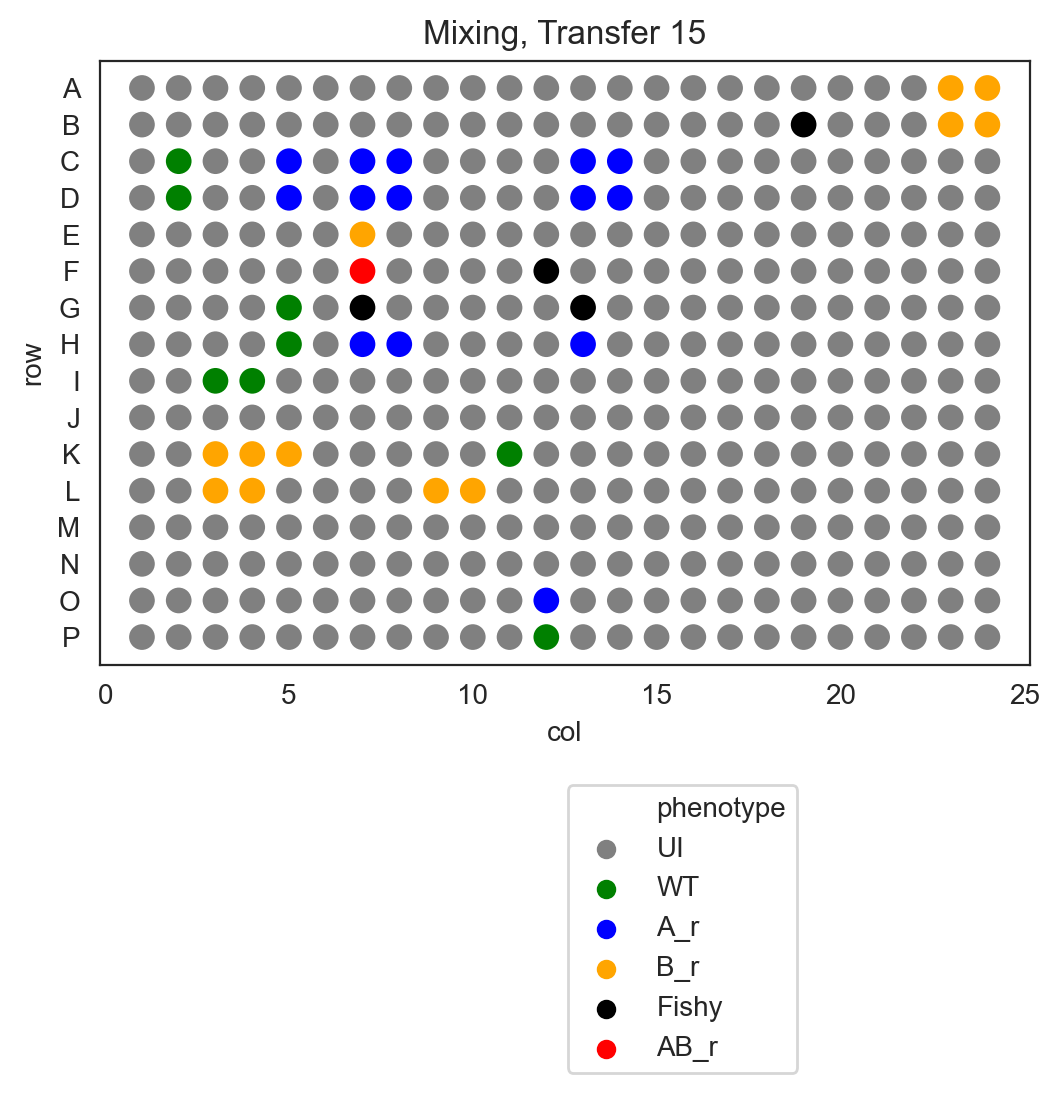 Mixing, Transfer 15
A
B
C
D
E
F
G
H
I
J
K
L
M
N
O
P
row
0 5 10 15 20 25
col
phenotype
UI
WT
A_r
B_r
Fishy
AB_r